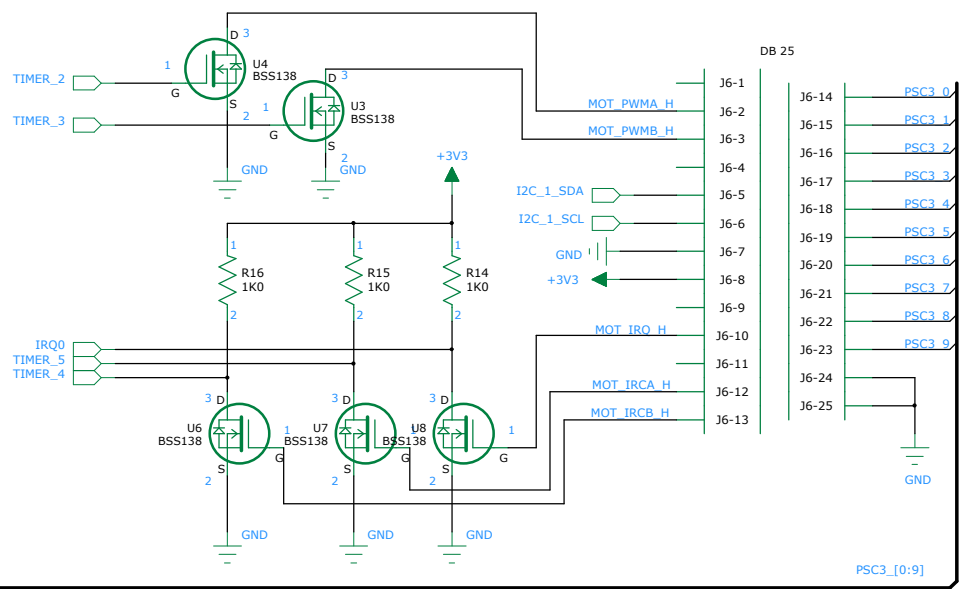 D 3
1
U4
BSS138
TIMER_2
G
S
D 3
1
2
U3
BSS138
TIMER_3
G
S
2
GND
GND
DB 25
J6-1
MOT_PWMA_H
J6-2
MOT_PWMB_H
J6-3
J6-4
I2C_1_SDA
J6-5
I2C_1_SCL
J6-6
GND
J6-7
+3V3
J6-8
J6-9
MOT_IRQ_H
J6-10
J6-11
MOT_IRCA_H
J6-12
MOT_IRCB_H
J6-13
J6-14
PSC3_0
J6-15
PSC3_1
J6-16
PSC3_2
J6-17
PSC3_3
J6-18
PSC3_4
J6-19
PSC3_5
J6-20
PSC3_6
J6-21
PSC3_7
J6-22
PSC3_8
J6-23
PSC3_9
J6-24
J6-25
GND
+3V3
1
R16
1K0
2
1
R15
1K0
2
1
R14
1K0
2
IRQ0
TIMER_5
TIMER_4
3 D
U6
BSS138
1
G
S
2
3 D
U7
BSS138
1
G
S
2
3 D
U8
BSS138
1
G
S
2
GND
GND
GND
PSC3_[0:9]